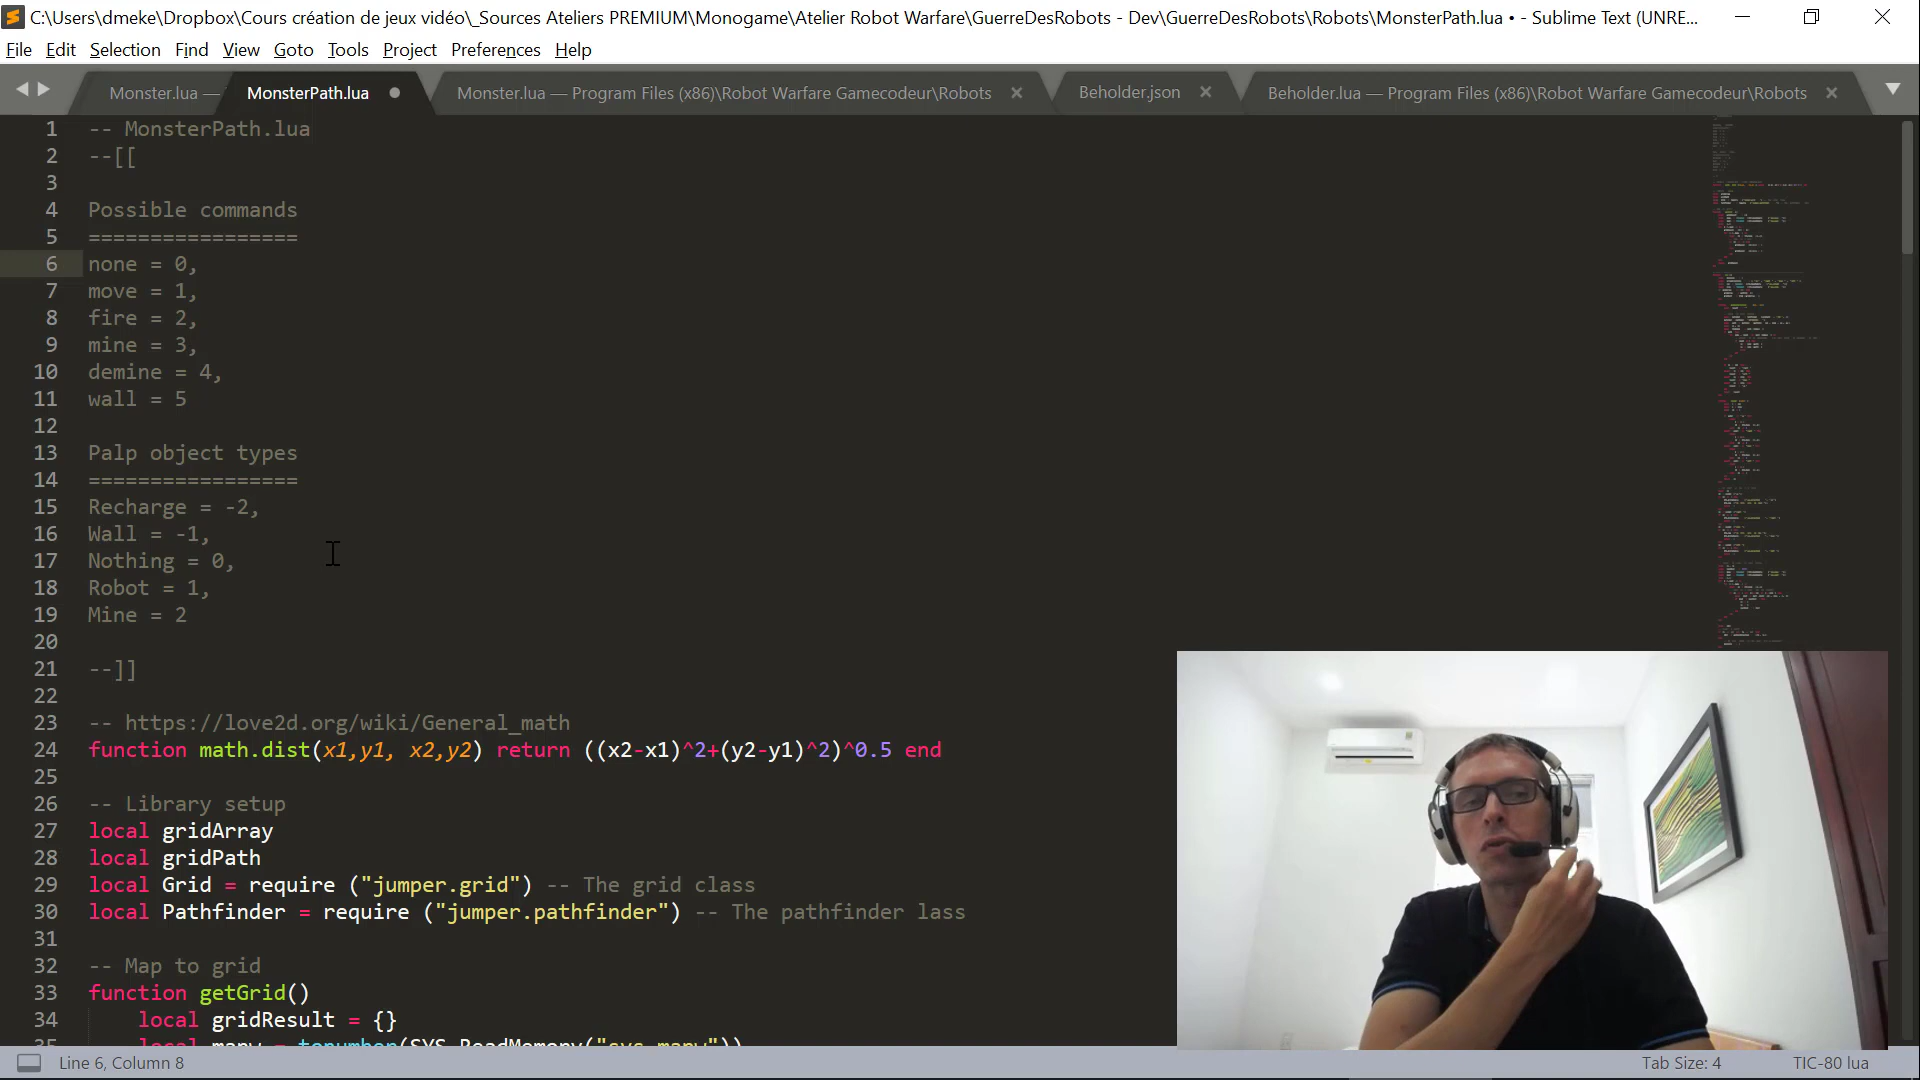 C:\Users\dmeke\Dropbox\Cours création de jeux vidéo\_Sources Ateliers PREMIUM\Monogame\Atelier Robot Warfare\GuerreDesRobots - Dev\GuerreDesRobots\Robots\MonsterPath.lua • - Sublime Text (UNRE...
File Edit Selection Find View Goto Tools Project Preferences Help
Monster.lua — MonsterPath.lua Monster.lua — Program Files (x86)\Robot Warfare Gamecodeur\Robots Beholder.json Beholder.lua — Program Files (x86)\Robot Warfare Gamecodeur\Robots
1 -- MonsterPath.lua
2 --[[
3
4 Possible commands
5 =================
6 none = 0,
7 move = 1,
8 fire = 2,
9 mine = 3,
10 demine = 4,
11 wall = 5
12
13 Palp object types
14 =================
15 Recharge = -2,
16 Wall = -1,
17 Nothing = 0,
18 Robot = 1,
19 Mine = 2
20
21 --]]
22
23 -- https://love2d.org/wiki/General_math
24 function math.dist(x1,y1, x2,y2) return ((x2-x1)^2+(y2-y1)^2)^0.5 end
25
26 -- Library setup
27 local gridArray
28 local gridPath
29 local Grid = require ("jumper.grid") -- The grid class
30 local Pathfinder = require ("jumper.pathfinder") -- The pathfinder lass
31
32 -- Map to grid
33 function getGrid()
34 local gridResult = {}
35 local mapw = tonumber(SYS_ReadMemory("sys_mapw"))
Line 6, Column 8 Tab Size: 4 TIC-80 lua